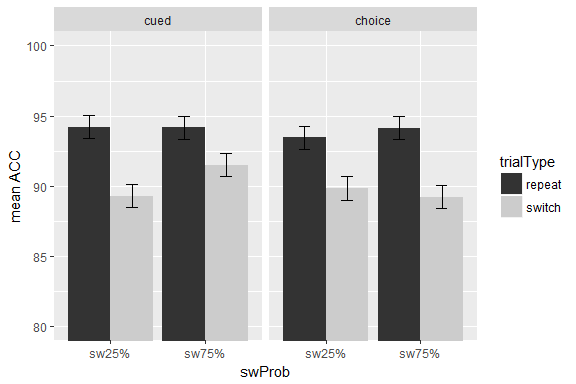 cued choice
100
95
90
85
80
mean ACC
sw25% sw75% sw25% sw75%
swProb
trialType
repeat
switch